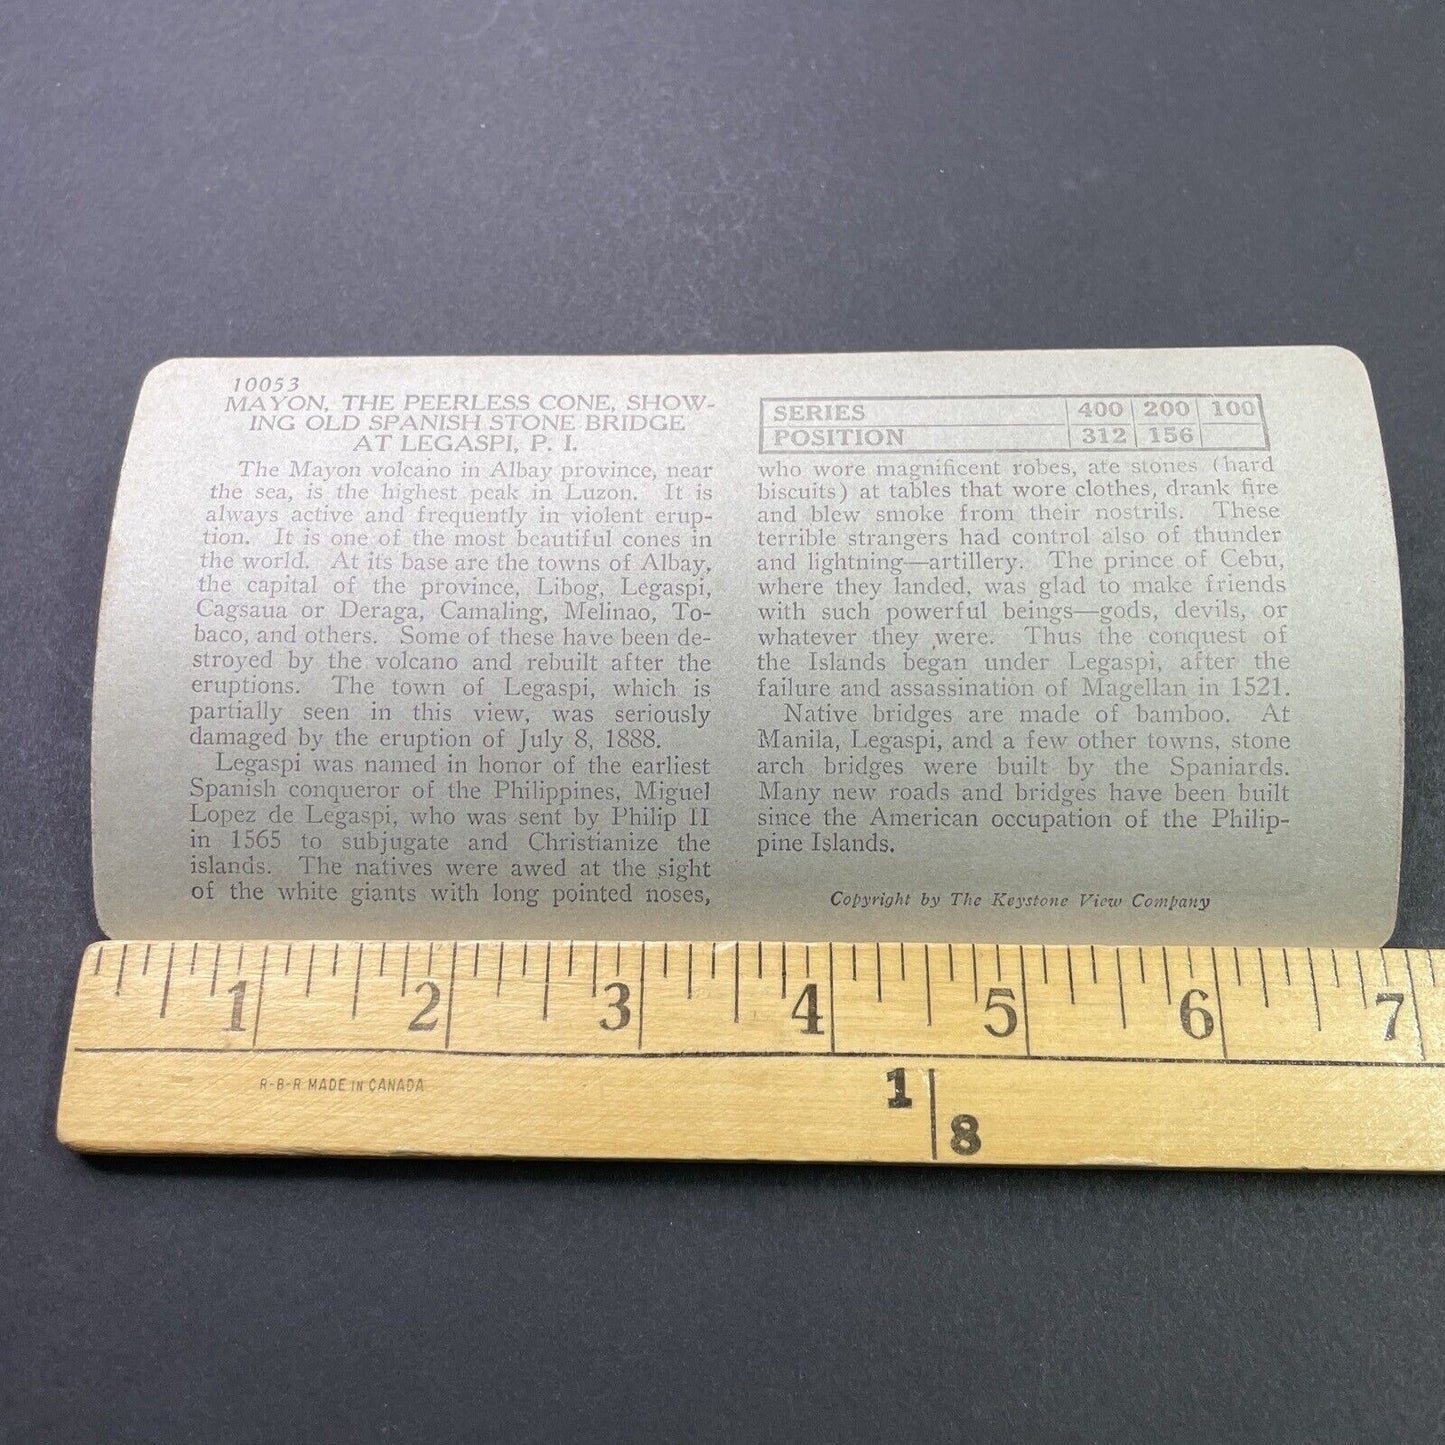 10053
MAYON, THE PEERLESS CONE, SHOW-
ING OLD SPANISH STONE BRIDGE
AT LEGASPI, P. I.
The Mayon volcano in Albay province, near
the sea, is the highest peak in Luzon. It is
always active and frequently in violent erup-
tion. It is one of the most beautiful cones in
the world. At its base are the towns of Albay,
the capital of the province, Libog, Legaspi,
Cagsaua or Deraga, Camaling, Melinao, To-
baco, and others. Some of these have been de-
stroyed by the volcano and rebuilt after the
eruptions. The town of Legaspi, which is
partially seen in this view, was seriously
damaged by the eruption of July 8, 1888.
Legaspi was named in honor of the earliest
Spanish conqueror of the Philippines, Miguel
Lopez de Legaspi, who was sent by Philip II
in 1565 to subjugate and Christianize the
islands. The natives were awed at the sight
of the white giants with long pointed noses,
SERIES 400 200 100
POSITION 312 156
who wore magnificent robes, ate stones (hard
biscuits) at tables that wore clothes, drank fire
and blew smoke from their nostrils. These
terrible strangers had control also of thunder
and lightning—artillery. The prince of Cebu,
where they landed, was glad to make friends
with such powerful beings—gods, devils, or
whatever they were. Thus the conquest of
the Islands began under Legaspi, after the
failure and assassination of Magellan in 1521.
Native bridges are made of bamboo. At
Manila, Legaspi, and a few other towns, stone
arch bridges were built by the Spaniards.
Many new roads and bridges have been built
since the American occupation of the Philip-
pine Islands.
Copyright by The Keystone View Company
1 2 3 4 5 6 7
R-B-R MADE IN CANADA
1
8